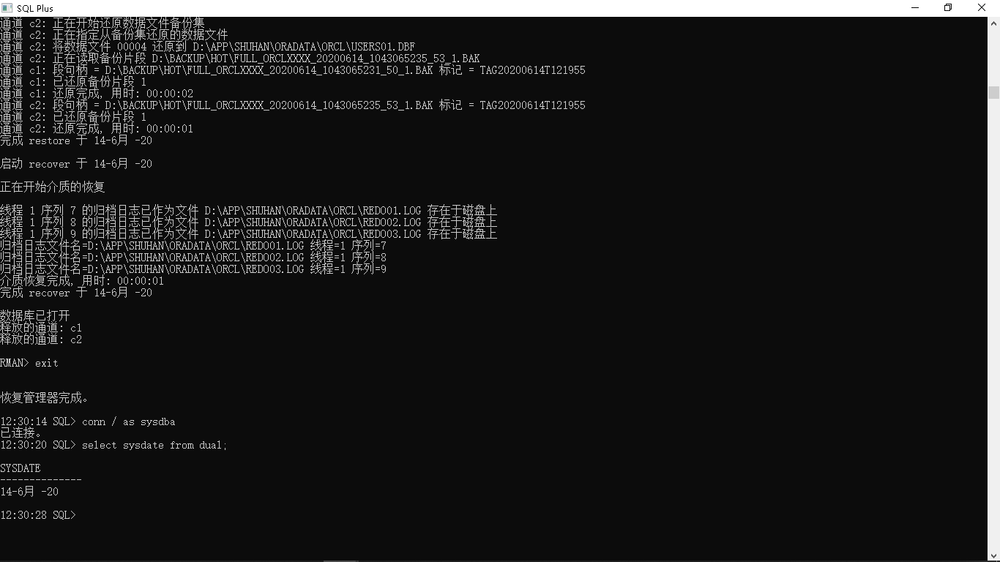 SQL Plus
通道 c2: 正在开始还原数据文件备份集
通道 c2: 正在指定从备份集还原的数据文件
通道 c2: 将数据文件 00004 还原到 D:\APP\SHUHAN\ORADATA\ORCL\USERS01.DBF
通道 c2: 正在读取备份片段 D:\BACKUP\HOT\FULL_ORCLXXXX_20200614_1043065235_53_1.BAK
通道 c1: 段句柄 = D:\BACKUP\HOT\FULL_ORCLXXXX_20200614_1043065231_50_1.BAK 标记 = TAG20200614T121955
通道 c1: 已还原备份片段 1
通道 c1: 还原完成, 用时: 00:00:02
通道 c2: 段句柄 = D:\BACKUP\HOT\FULL_ORCLXXXX_20200614_1043065235_53_1.BAK 标记 = TAG20200614T121955
通道 c2: 已还原备份片段 1
通道 c2: 还原完成, 用时: 00:00:01
完成 restore 于 14-6月 -20
启动 recover 于 14-6月 -20
正在开始介质的恢复
线程 1 序列 7 的归档日志已作为文件 D:\APP\SHUHAN\ORADATA\ORCL\REDO01.LOG 存在于磁盘上
线程 1 序列 8 的归档日志已作为文件 D:\APP\SHUHAN\ORADATA\ORCL\REDO02.LOG 存在于磁盘上
线程 1 序列 9 的归档日志已作为文件 D:\APP\SHUHAN\ORADATA\ORCL\REDO03.LOG 存在于磁盘上
归档日志文件名=D:\APP\SHUHAN\ORADATA\ORCL\REDO01.LOG 线程=1 序列=7
归档日志文件名=D:\APP\SHUHAN\ORADATA\ORCL\REDO02.LOG 线程=1 序列=8
归档日志文件名=D:\APP\SHUHAN\ORADATA\ORCL\REDO03.LOG 线程=1 序列=9
介质恢复完成, 用时: 00:00:01
完成 recover 于 14-6月 -20
数据库已打开
释放的通道: c1
释放的通道: c2
RMAN> exit
恢复管理器完成。
12:30:14 SQL> conn / as sysdba
已连接。
12:30:20 SQL> select sysdate from dual;
SYSDATE
--------------
14-6月 -20
12:30:28 SQL>